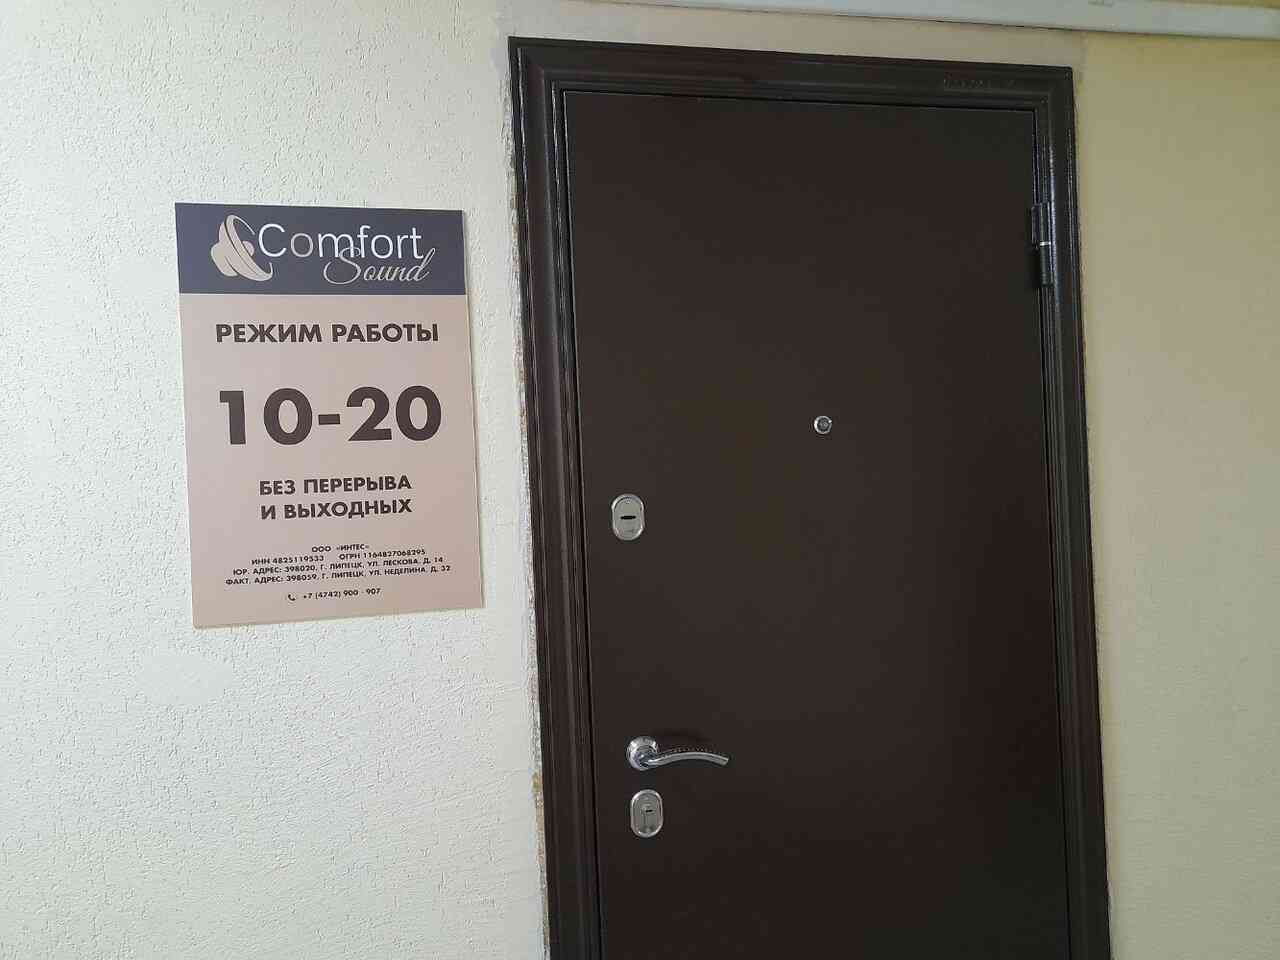 Comfort
Sound
РЕЖИМ РАБОТЫ
10-20
БЕЗ ПЕРЕРЫВА
И ВЫХОДНЫХ
ООО «ИНТЕС»
ИНН 4825119533 ОГРН 1164827068295
ЮР. АДРЕС: 398020, Г. ЛИПЕЦК, УЛ. ЛЕСКОВА, Д. 14
ФАКТ. АДРЕС: 398059, Г. ЛИПЕЦК, УЛ. НЕДЕЛИНА, Д. 32
+7 (4742) 900 - 907